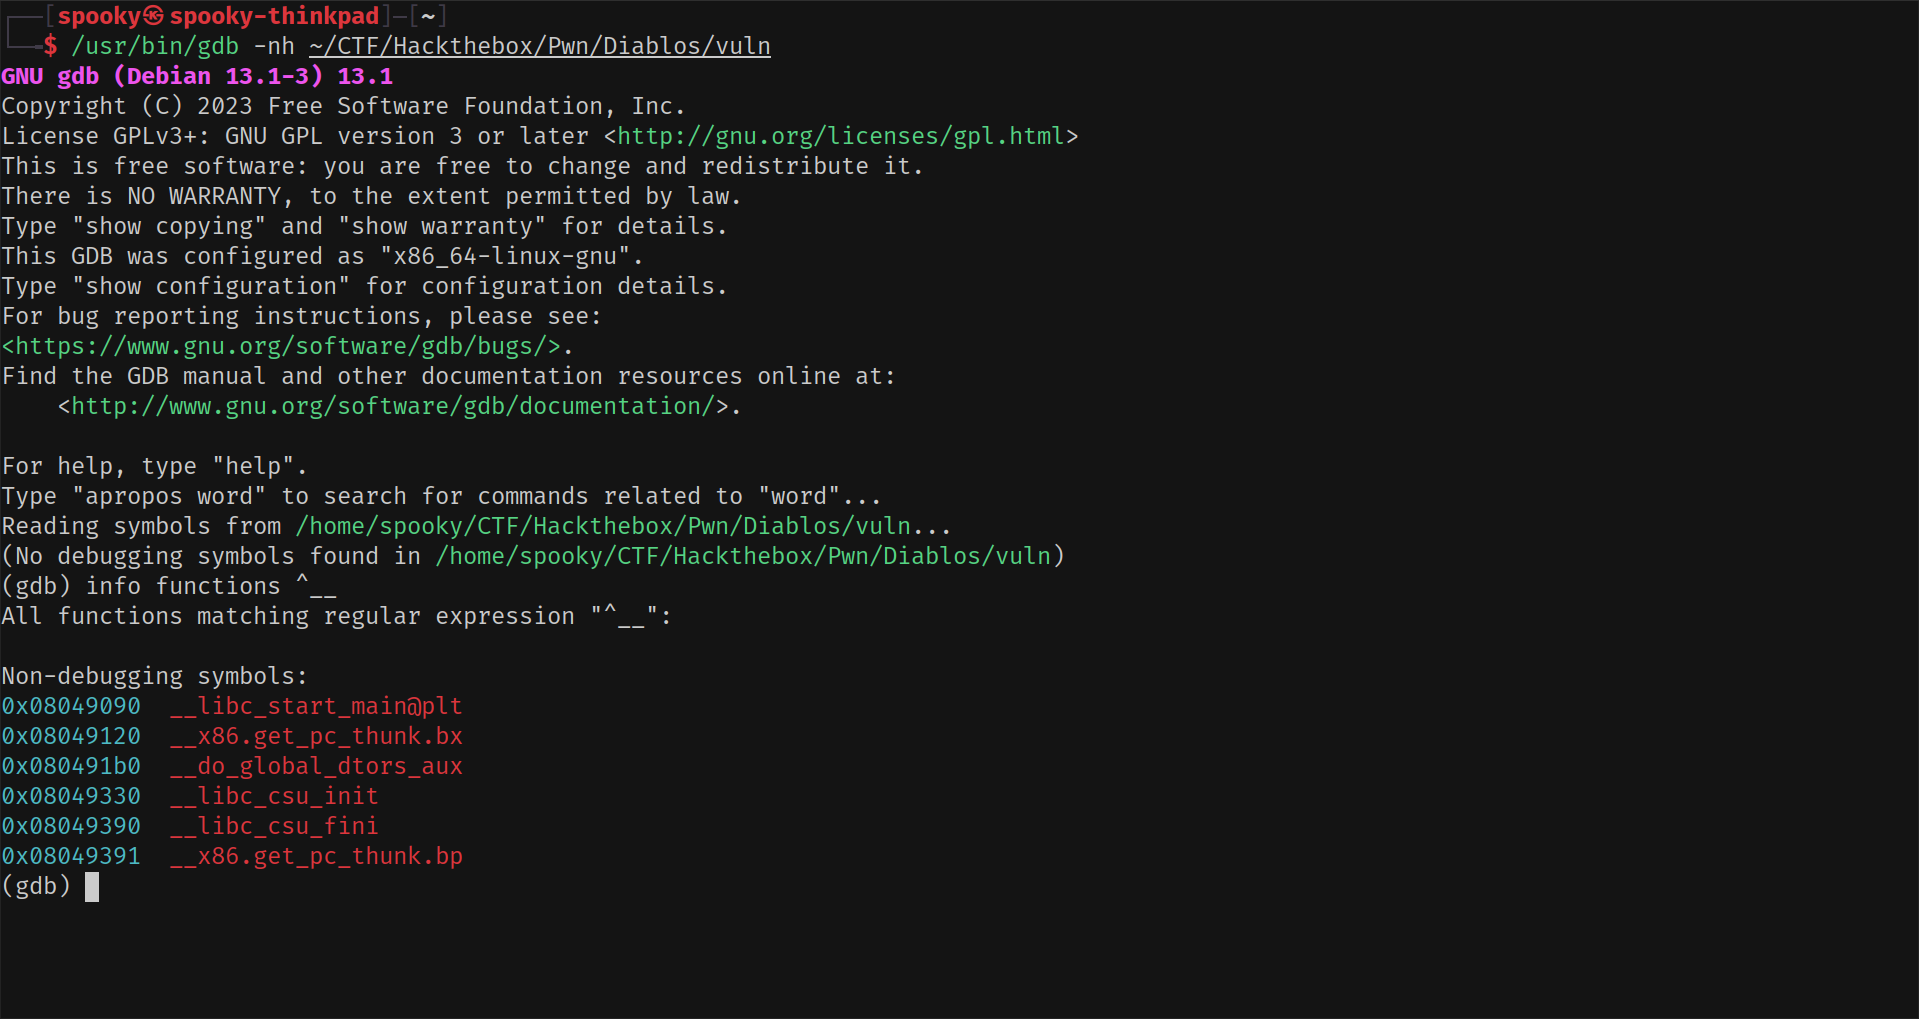 ┌──[spooky㉿spooky-thinkpad]-[~]
└─$ /usr/bin/gdb -nh ~/CTF/Hackthebox/Pwn/Diablos/vuln
GNU gdb (Debian 13.1-3) 13.1
Copyright (C) 2023 Free Software Foundation, Inc.
License GPLv3+: GNU GPL version 3 or later <http://gnu.org/licenses/gpl.html>
This is free software: you are free to change and redistribute it.
There is NO WARRANTY, to the extent permitted by law.
Type "show copying" and "show warranty" for details.
This GDB was configured as "x86_64-linux-gnu".
Type "show configuration" for configuration details.
For bug reporting instructions, please see:
<https://www.gnu.org/software/gdb/bugs/>.
Find the GDB manual and other documentation resources online at:
    <http://www.gnu.org/software/gdb/documentation/>.

For help, type "help".
Type "apropos word" to search for commands related to "word"...
Reading symbols from /home/spooky/CTF/Hackthebox/Pwn/Diablos/vuln...
(No debugging symbols found in /home/spooky/CTF/Hackthebox/Pwn/Diablos/vuln)
(gdb) info functions ^__
All functions matching regular expression "^__":

Non-debugging symbols:
0x08049090  __libc_start_main@plt
0x08049120  __x86.get_pc_thunk.bx
0x080491b0  __do_global_dtors_aux
0x08049330  __libc_csu_init
0x08049390  __libc_csu_fini
0x08049391  __x86.get_pc_thunk.bp
(gdb)